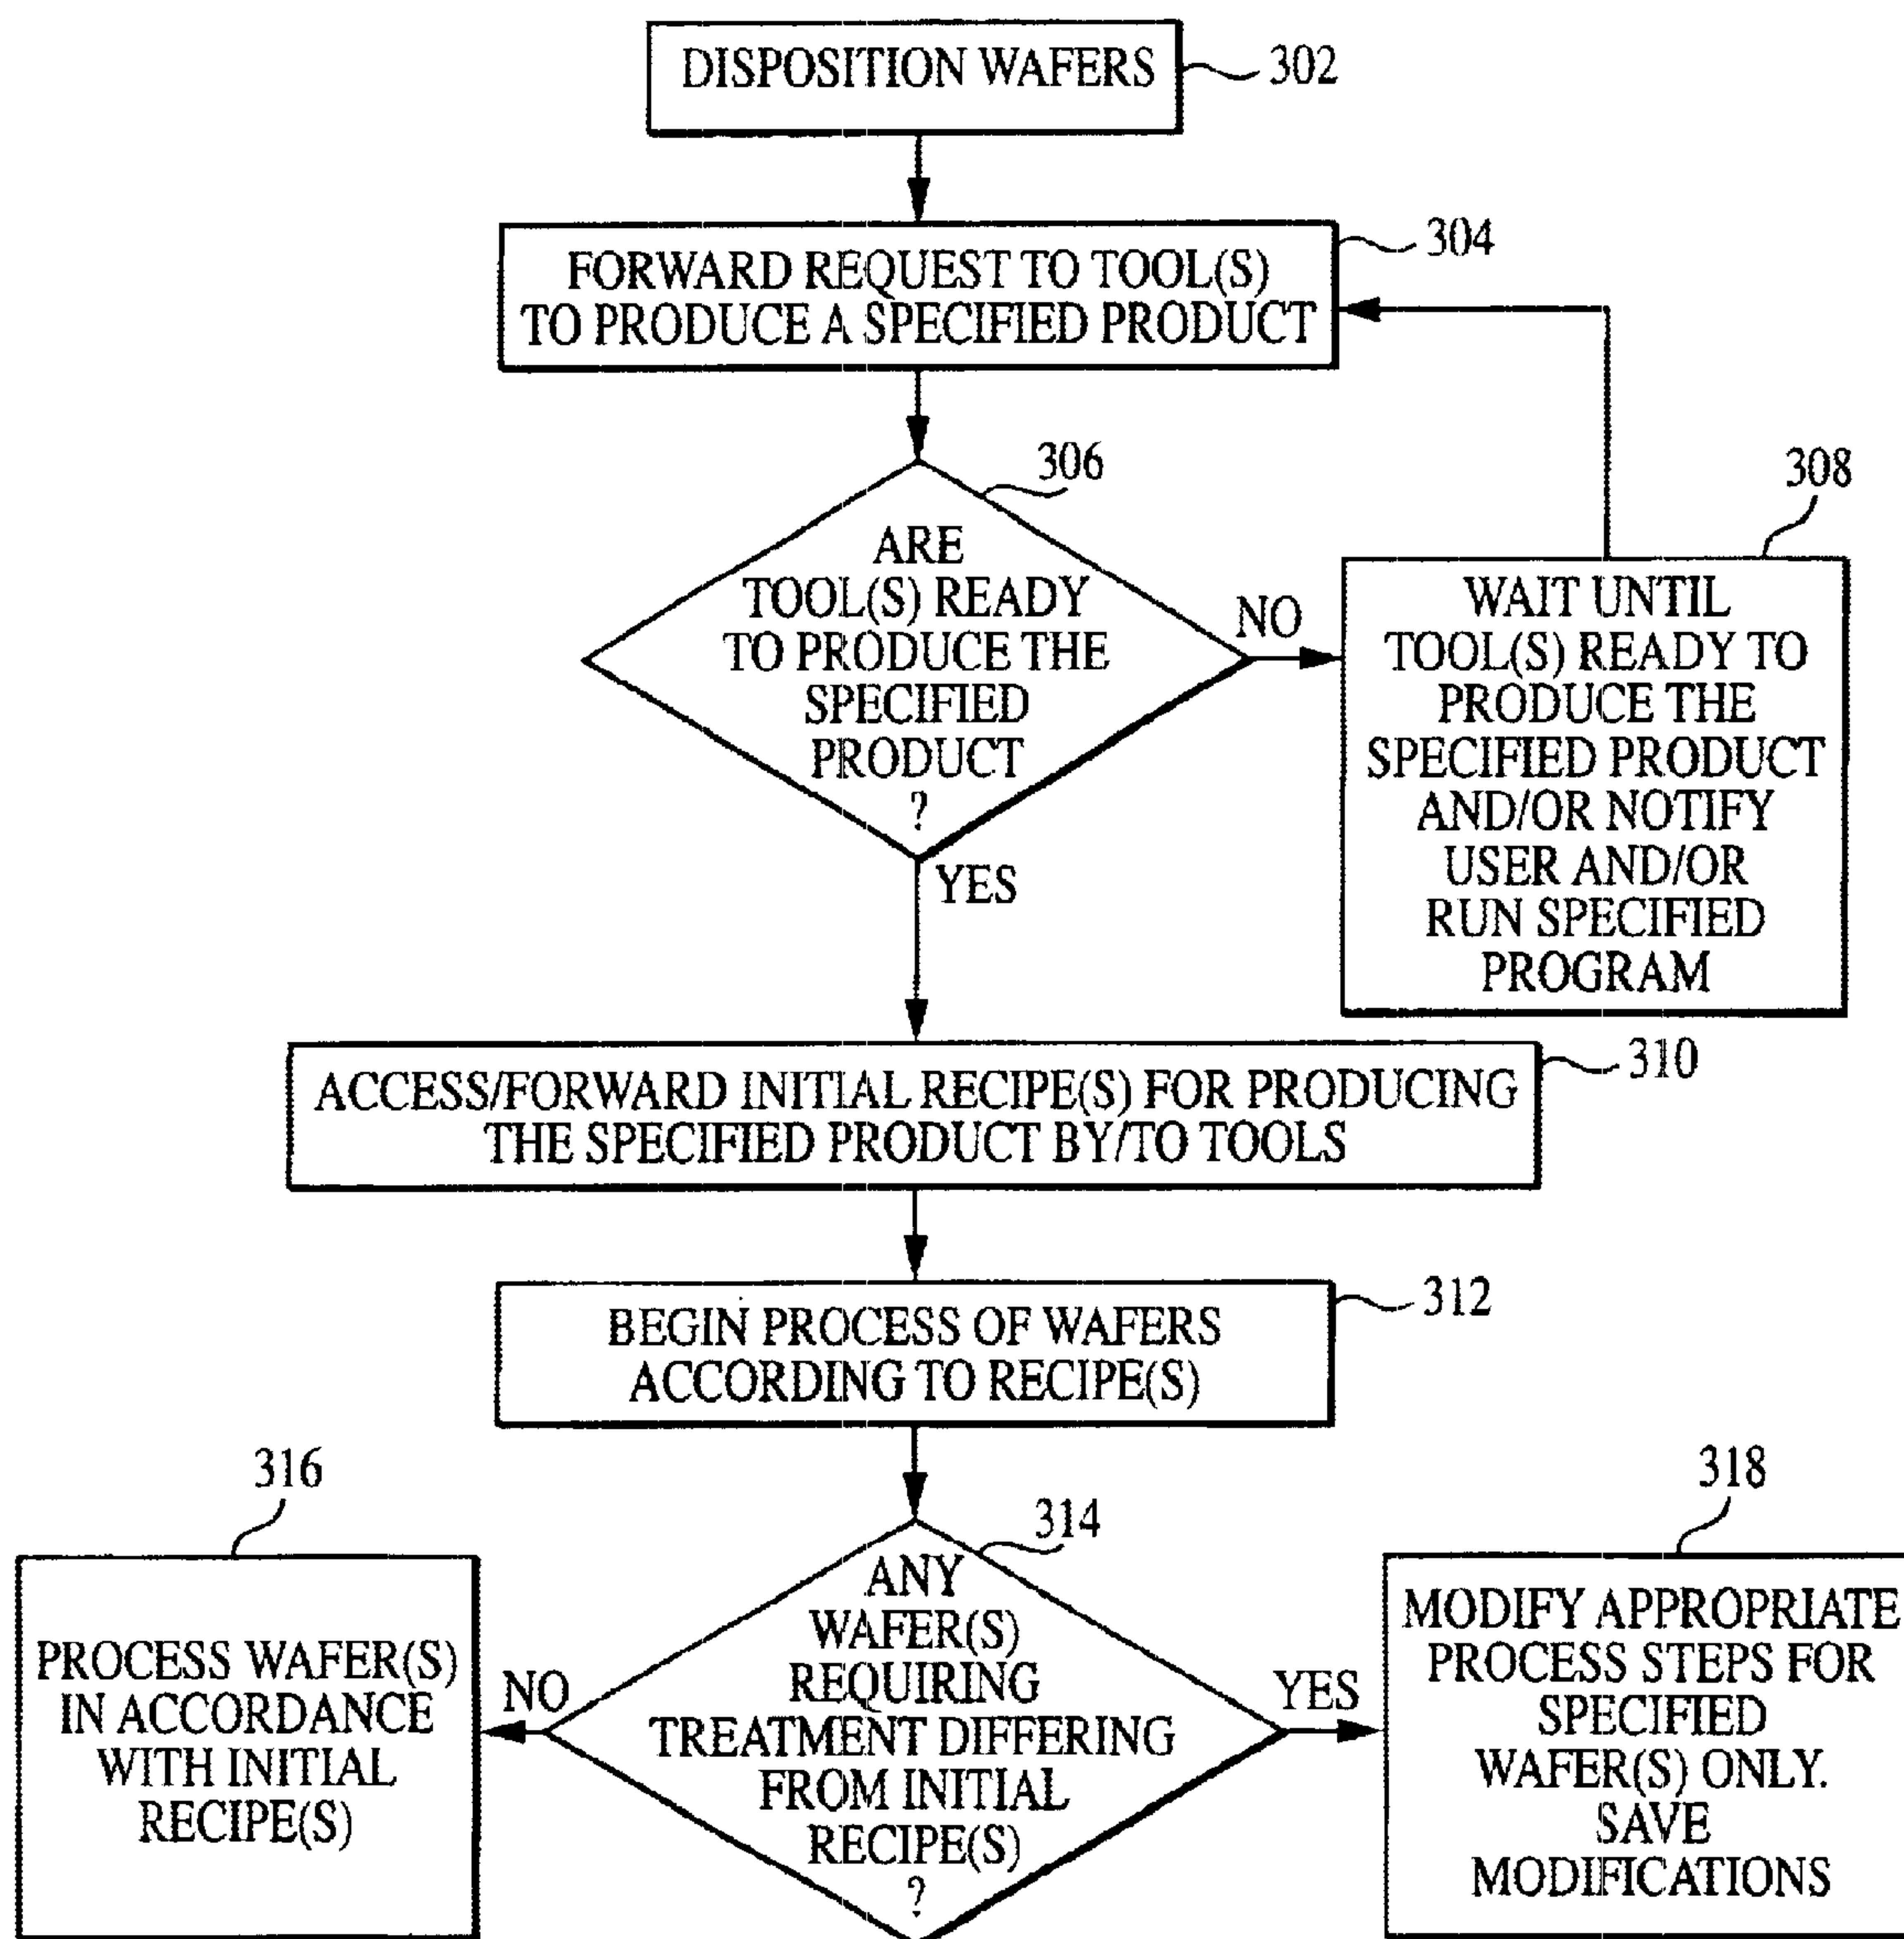 DISPOSITION WAFERS
302
FORWARD REQUEST TO TOOL(S)
TO PRODUCE A SPECIFIED PRODUCT
304
306
ARE
TOOL(S) READY
TO PRODUCE THE
SPECIFIED
PRODUCT
?
NO
YES
308
WAIT UNTIL
TOOL(S) READY TO
PRODUCE THE
SPECIFIED PRODUCT
AND/OR NOTIFY
USER AND/OR
RUN SPECIFIED
PROGRAM
ACCESS/FORWARD INITIAL RECIPE(S) FOR PRODUCING
THE SPECIFIED PRODUCT BY/TO TOOLS
310
BEGIN PROCESS OF WAFERS
ACCORDING TO RECIPE(S)
312
316
PROCESS WAFER(S)
IN ACCORDANCE
WITH INITIAL
RECIPE(S)
NO
314
ANY
WAFER(S)
REQUIRING
TREATMENT DIFFERING
FROM INITIAL
RECIPE(S)
?
YES
318
MODIFY APPROPRIATE
PROCESS STEPS FOR
SPECIFIED
WAFER(S) ONLY.
SAVE
MODIFICATIONS